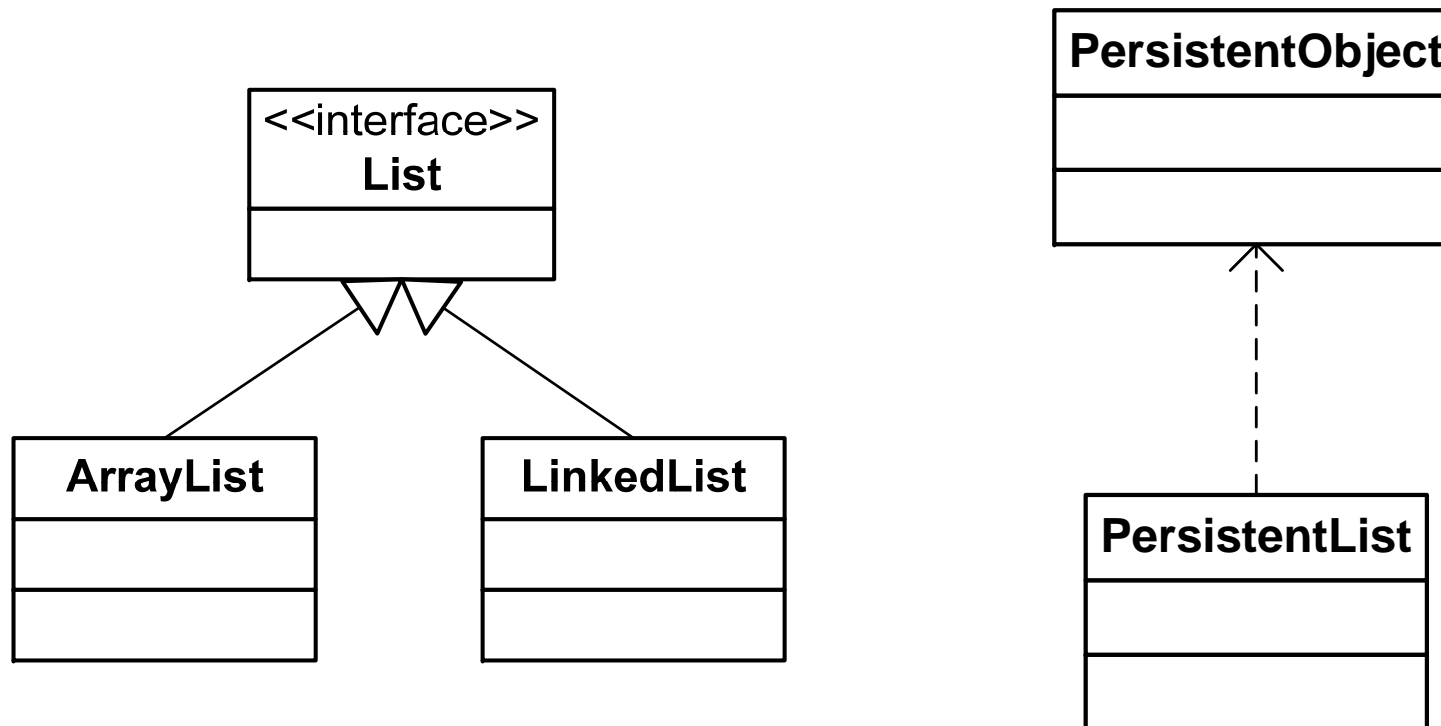 <<interface>>
List
ArrayList
LinkedList
PersistentObject
PersistentList